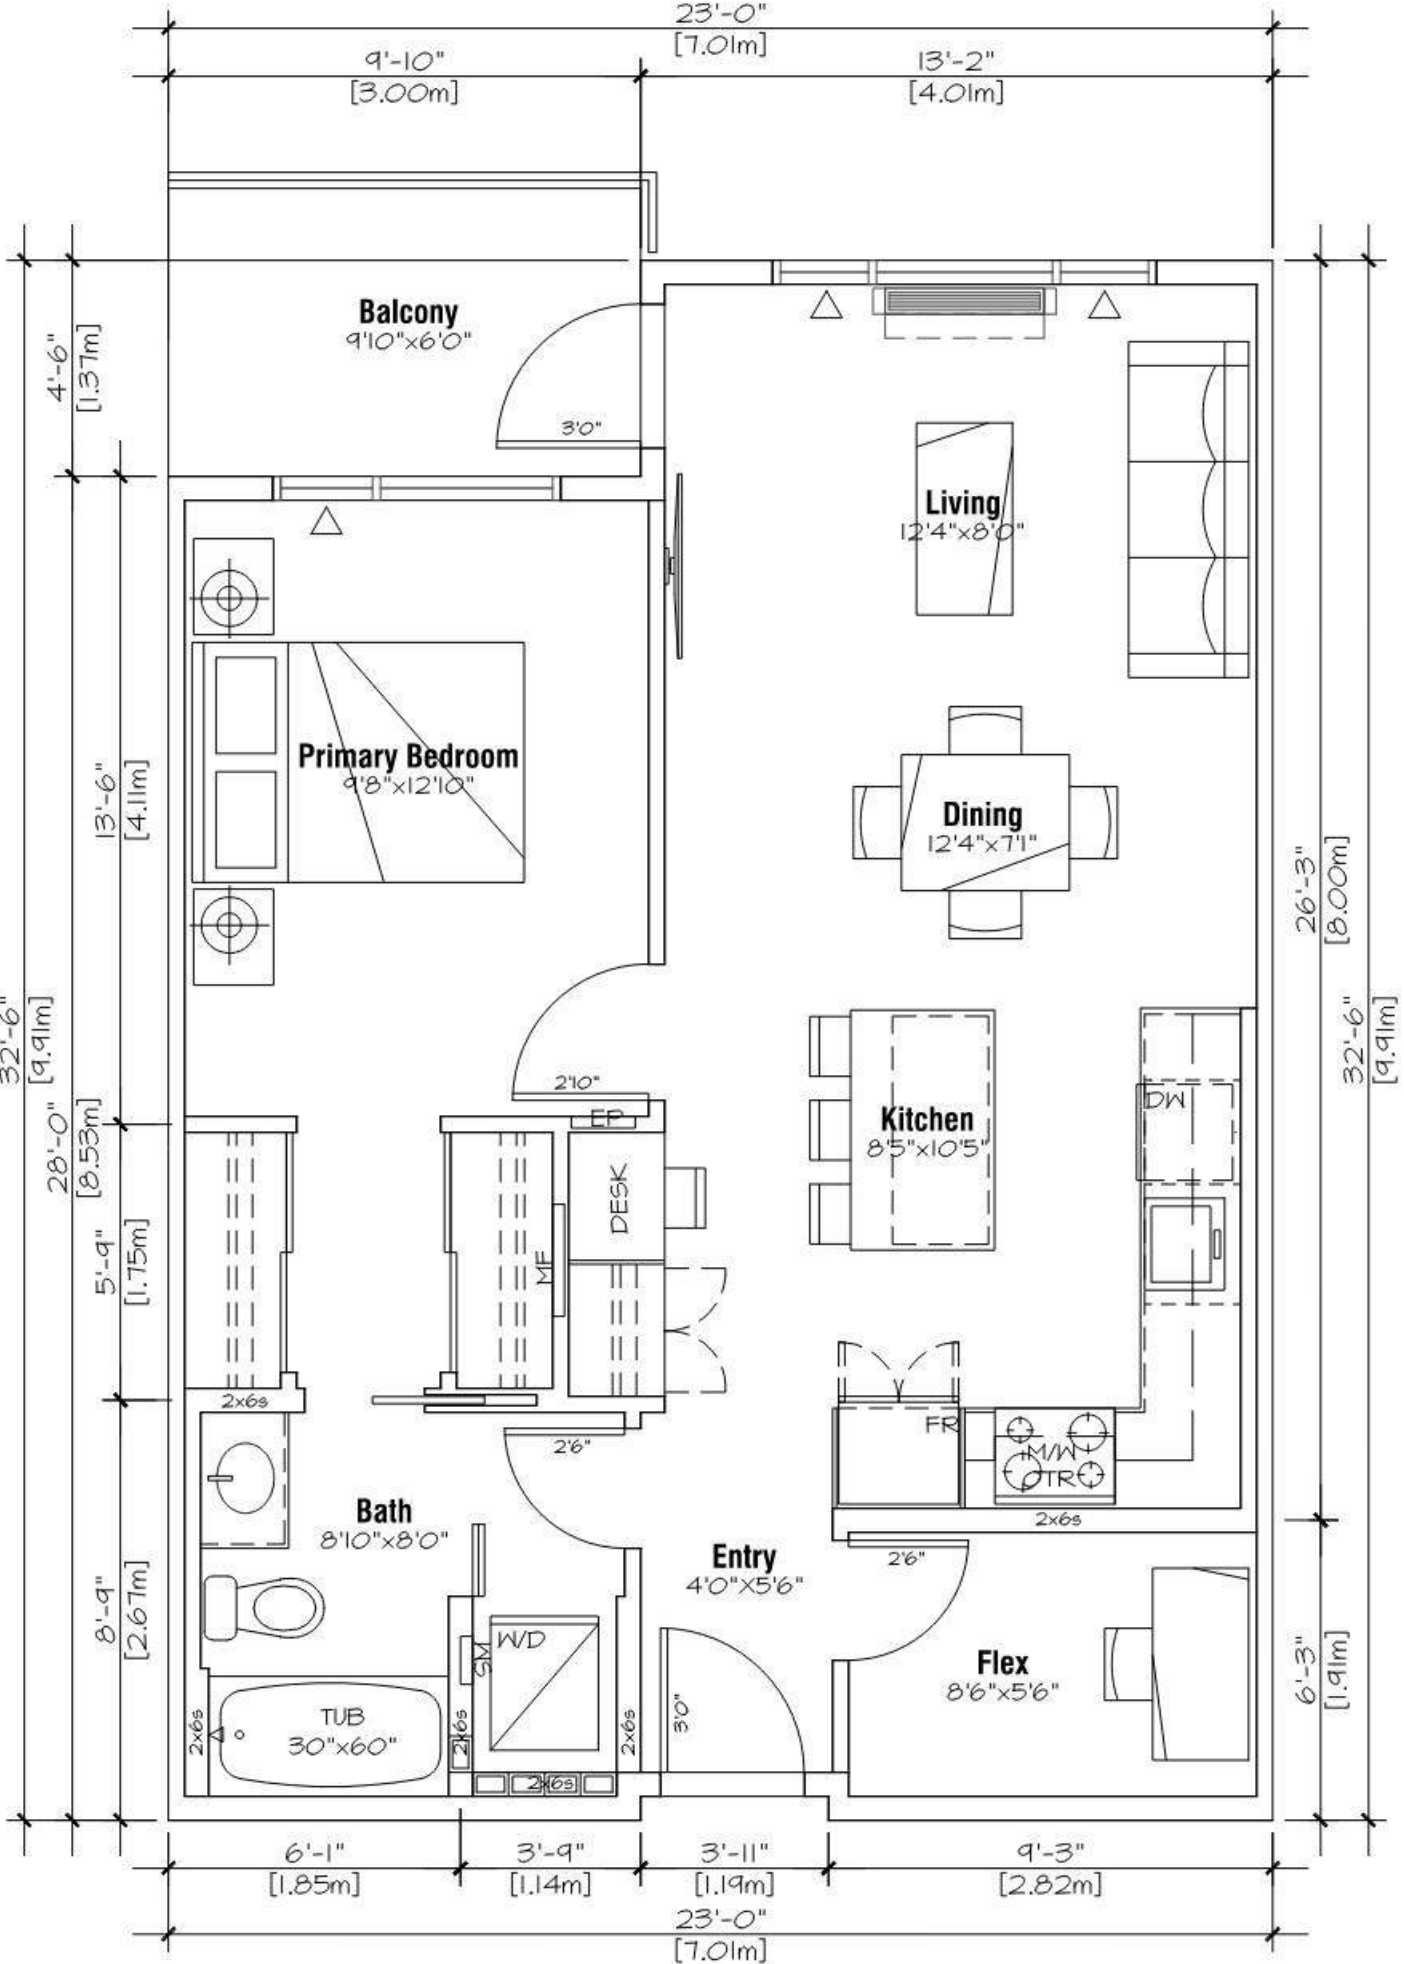 23'-0"
[7.01m]
9'-10"
[3.00m]
13'-2"
[4.01m]
Balcony
9'10"x6'0"
3'0"
4'-6"
[1.37m]
Living
12'4"x8'0"
Primary Bedroom
9'8"x12'10"
13'-6"
[4.11m]
Dining
12'4"x7'1"
26'-3"
[8.00m]
32'-6"
[9.91m]
32'-6"
[9.91m]
28'-0"
[8.53m]
2'10"
EP
DESK
Kitchen
8'5"x10'5"
DW
5'-9"
[1.75m]
MF
2x6s
2'6"
FR
M/W
OTR
2x6s
Bath
8'10"x8'0"
Entry
4'0"x5'6"
2'6"
8'-9"
[2.67m]
SM
W/D
Flex
8'6"x5'6"
6'-3"
[1.91m]
2x6s
TUB
30"x60"
2x6s
2x6s
3'0"
2x6s
6'-1"
[1.85m]
3'-9"
[1.14m]
3'-11"
[1.19m]
9'-3"
[2.82m]
23'-0"
[7.01m]